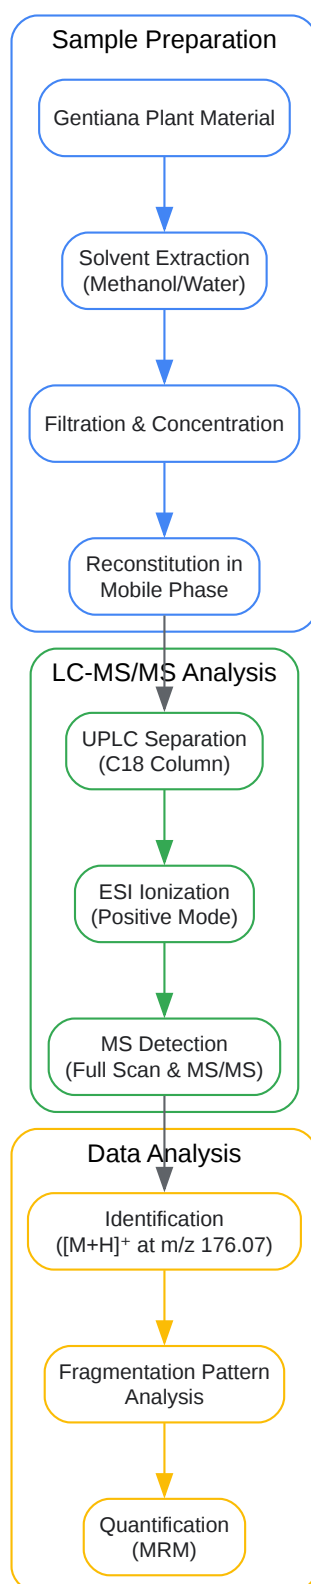 Sample Preparation
Gentiana Plant Material
Solvent Extraction
(Methanol/Water)
Filtration & Concentration
Reconstitution in
Mobile Phase
LC-MS/MS Analysis
UPLC Separation
(C18 Column)
ESI Ionization
(Positive Mode)
MS Detection
(Full Scan & MS/MS)
Data Analysis
Identification
([M+H]⁺ at m/z 176.07)
Fragmentation Pattern
Analysis
Quantification
(MRM)